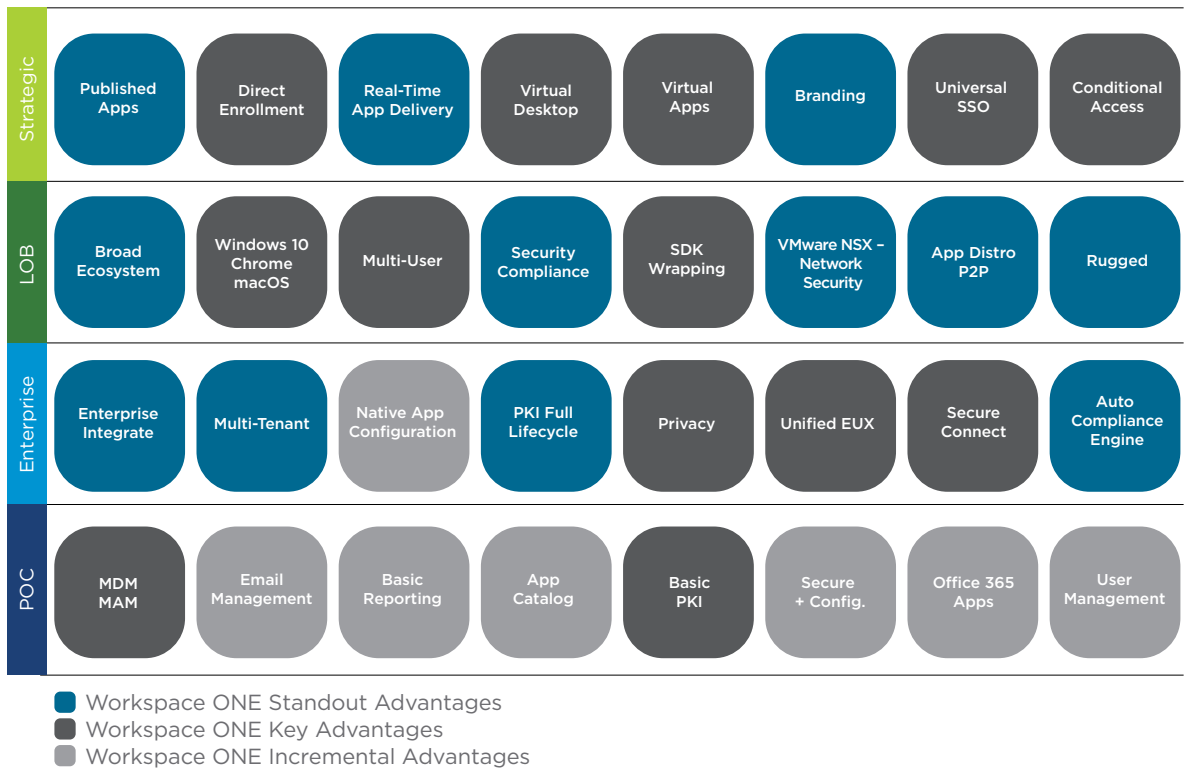 Strategic
Published
Apps
Direct
Enrollment
Real-Time
App Delivery
Virtual
Desktop
Virtual
Apps
Branding
Universal
SSO
Conditional
Access
LOB
Broad
Ecosystem
Windows 10
Chrome
macOS
Multi-User
Security
Compliance
SDK
Wrapping
VMware NSX –
Network
Security
App Distro
P2P
Rugged
Enterprise
Enterprise
Integrate
Multi-Tenant
Native App
Configuration
PKI Full
Lifecycle
Privacy
Unified EUX
Secure
Connect
Auto
Compliance
Engine
POC
MDM
MAM
Email
Management
Basic
Reporting
App
Catalog
Basic
PKI
Secure
+ Config.
Office 365
Apps
User
Management
Workspace ONE Standout Advantages
Workspace ONE Key Advantages
Workspace ONE Incremental Advantages